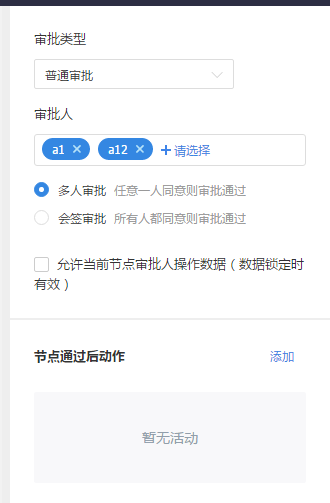 审批类型
普通审批
审批人
a1 × a12 × + 请选择
多人审批 任意一人同意则审批通过
会签审批 所有人都同意则审批通过
允许当前节点审批人操作数据（数据锁定时
有效）
节点通过后动作 添加
暂无活动